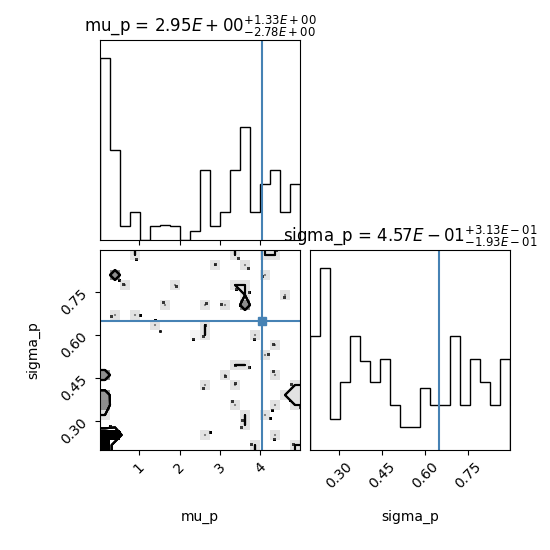 mu_p = 2.95E+00+1.33E+00−2.78E+00
sigma_p = 4.57E−01+3.13E−01−1.93E−01
sigma_p
0.75
0.60
0.45
0.30
1 2 3 4
0.30 0.45 0.60 0.75
mu_p sigma_p